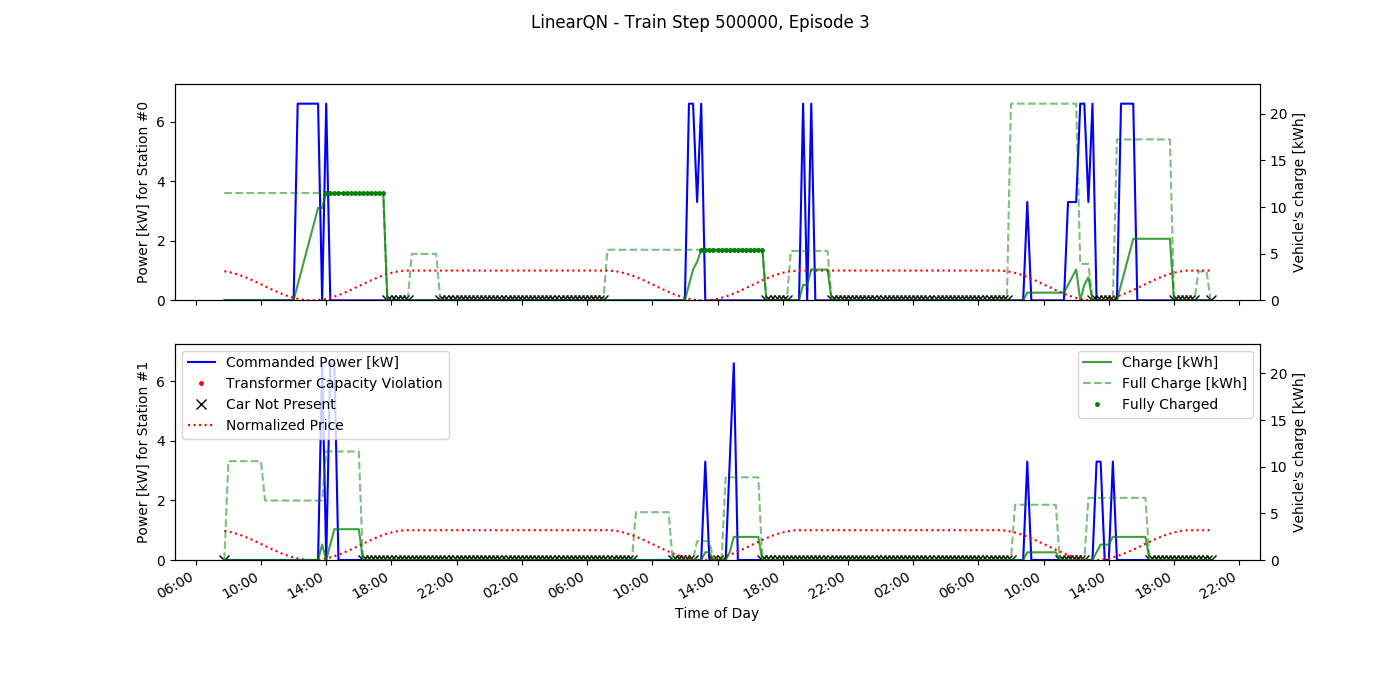 LinearQN - Train Step 500000, Episode 3
Power [kW] for Station #0
6
4
2
0
20
15
10
5
0
Vehicle's charge [kWh]
Power [kW] for Station #1
6
4
2
0
Commanded Power [kW]
Transformer Capacity Violation
Car Not Present
Normalized Price
Charge [kWh]
Full Charge [kWh]
Fully Charged
20
15
10
5
0
Vehicle's charge [kWh]
06:00 10:00 14:00 18:00 22:00 02:00 06:00 10:00 14:00 18:00 22:00 02:00 06:00 10:00 14:00 18:00 22:00
Time of Day